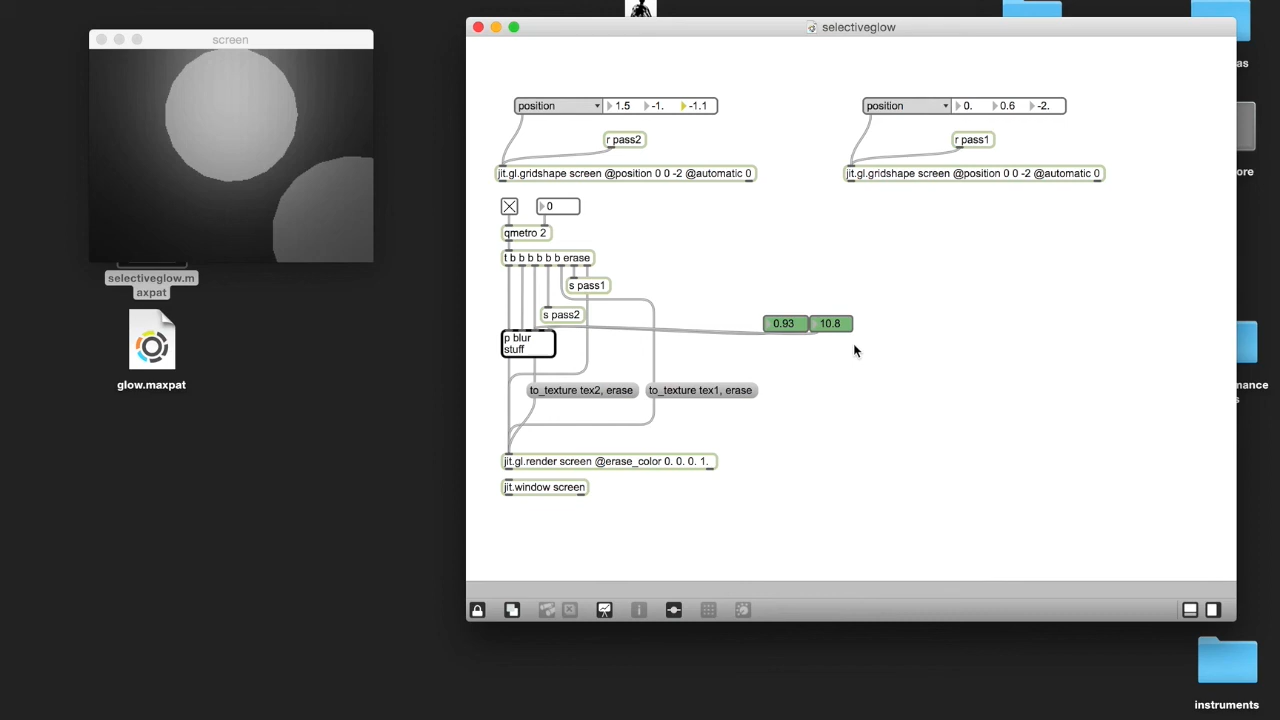 screen
selectiveglow.m
axpat
glow.maxpat
selectiveglow
position
1.5
-1.
-1.1
r pass2
jit.gl.gridshape screen @position 0 0 -2 @automatic 0
position
0.
0.6
-2.
r pass1
jit.gl.gridshape screen @position 0 0 -2 @automatic 0
0
qmetro 2
t b b b b b b erase
s pass1
s pass2
p blur
stuff
0.93
10.8
to_texture tex2, erase
to_texture tex1, erase
jit.gl.render screen @erase_color 0. 0. 0. 1.
jit.window screen
as
ore
mance
s
instruments